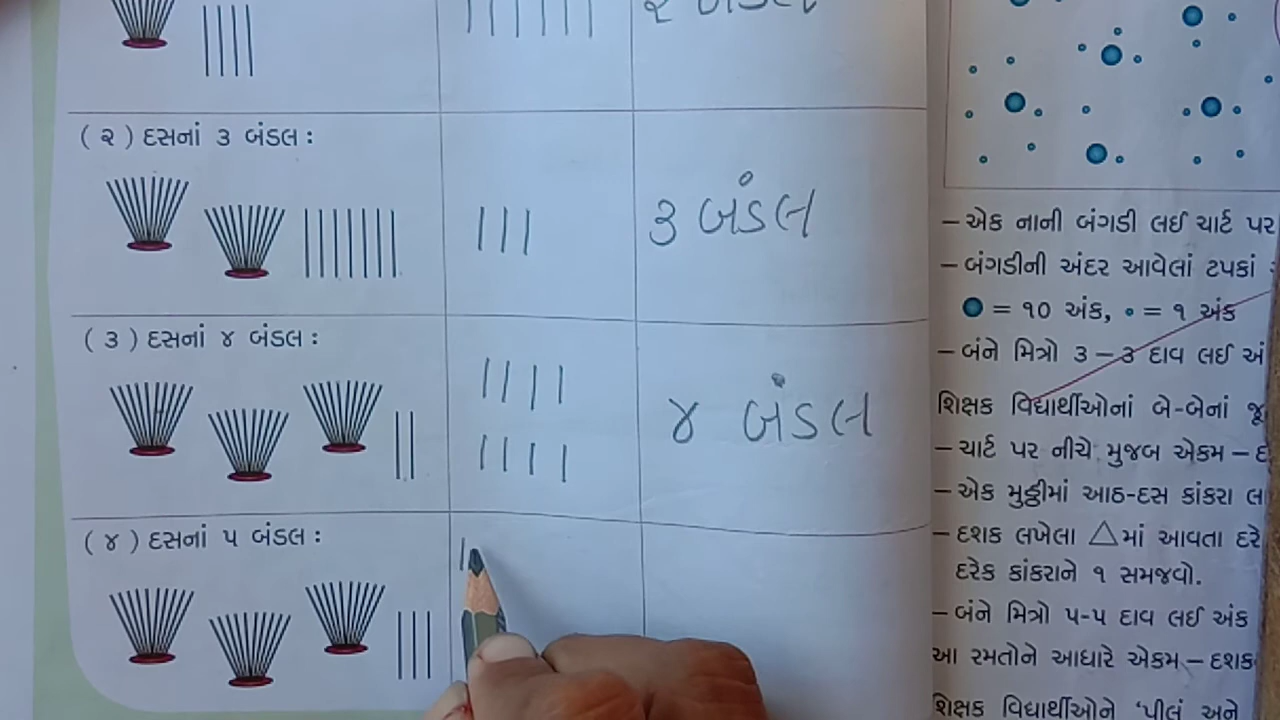 ૨ બંડલ
( ૨ ) દસનાં ૩ બંડલ :
૩ બંડલ
( ૩ ) દસનાં ૪ બંડલ :
૪ બંડલ
( ૪ ) દસનાં ૫ બંડલ :
– એક નાની બંગડી લઈ ચાર્ટ પર
– બંગડીની અંદર આવેલાં ટપકાં
= ૧૦ અંક, = ૧ અંક
– બંને મિત્રો ૩ – ૩ દાવ લઈ અં
શિક્ષક વિદ્યાર્થીઓનાં બે-બેનાં જૂ
– ચાર્ટ પર નીચે મુજબ એકમ – દ
– એક મુઠ્ઠીમાં આઠ-દસ કાંકરા લ
– દશક લખેલા △માં આવતા દરે
દરેક કાંકરાને ૧ સમજવો.
– બંને મિત્રો ૫-૫ દાવ લઈ અંક
આ રમતોને આધારે એકમ – દશક
શિક્ષક વિદ્યાર્થીઓને ‘પીલું અને